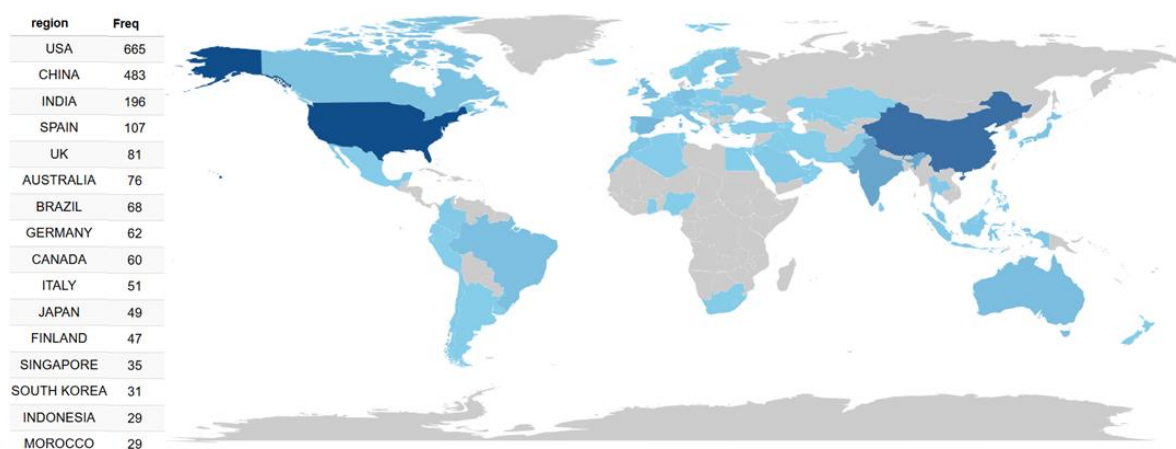 region Freq
USA 665
CHINA 483
INDIA 196
SPAIN 107
UK 81
AUSTRALIA 76
BRAZIL 68
GERMANY 62
CANADA 60
ITALY 51
JAPAN 49
FINLAND 47
SINGAPORE 35
SOUTH KOREA 31
INDONESIA 29
MOROCCO 29